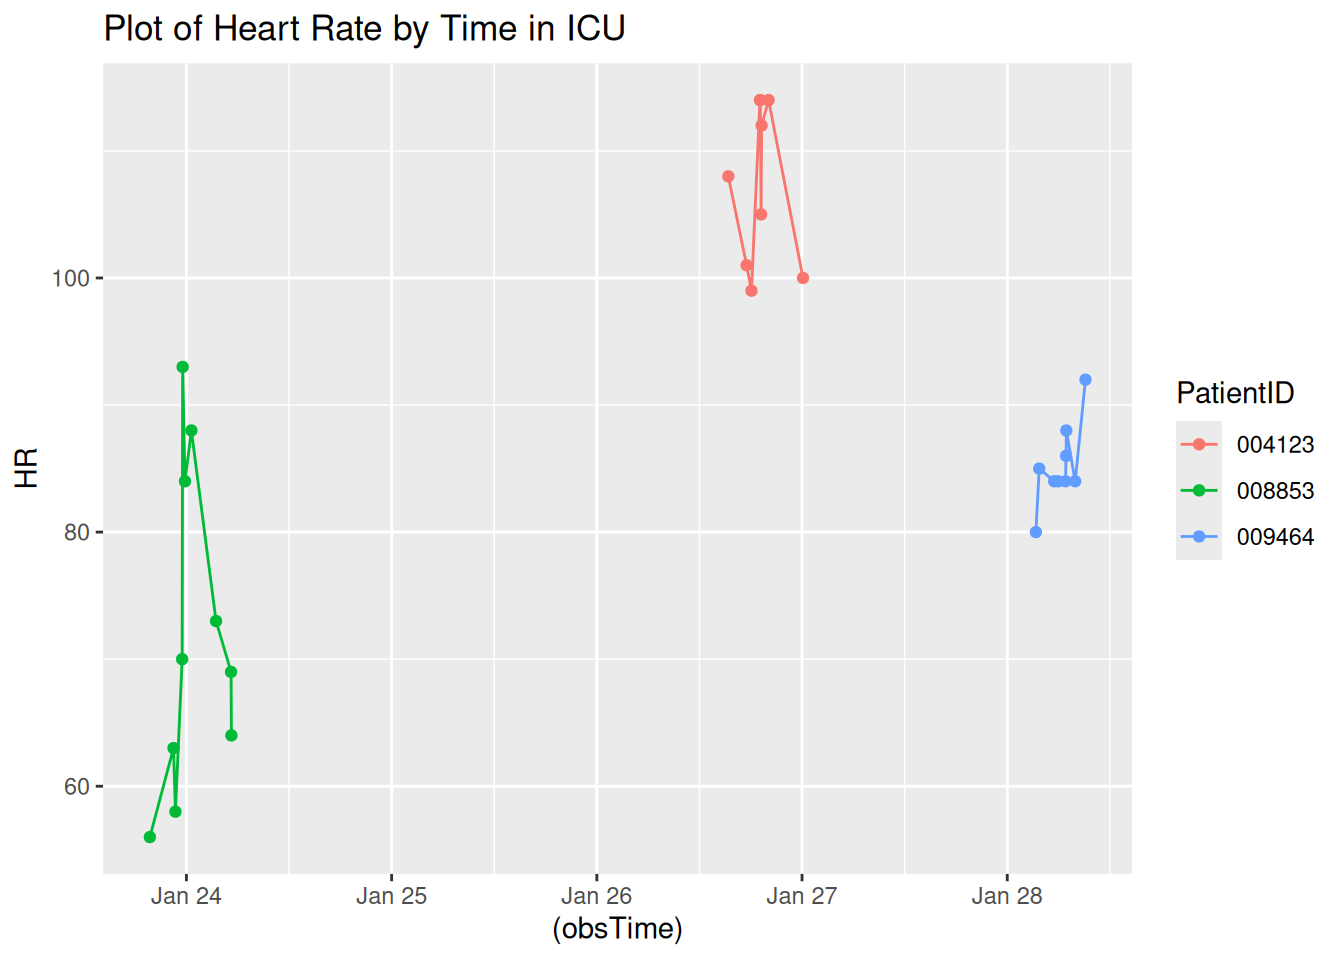 Plot of Heart Rate by Time in ICU
HR
100
80
60
Jan 24 Jan 25 Jan 26 Jan 27 Jan 28
(obsTime)
PatientID
004123
008853
009464